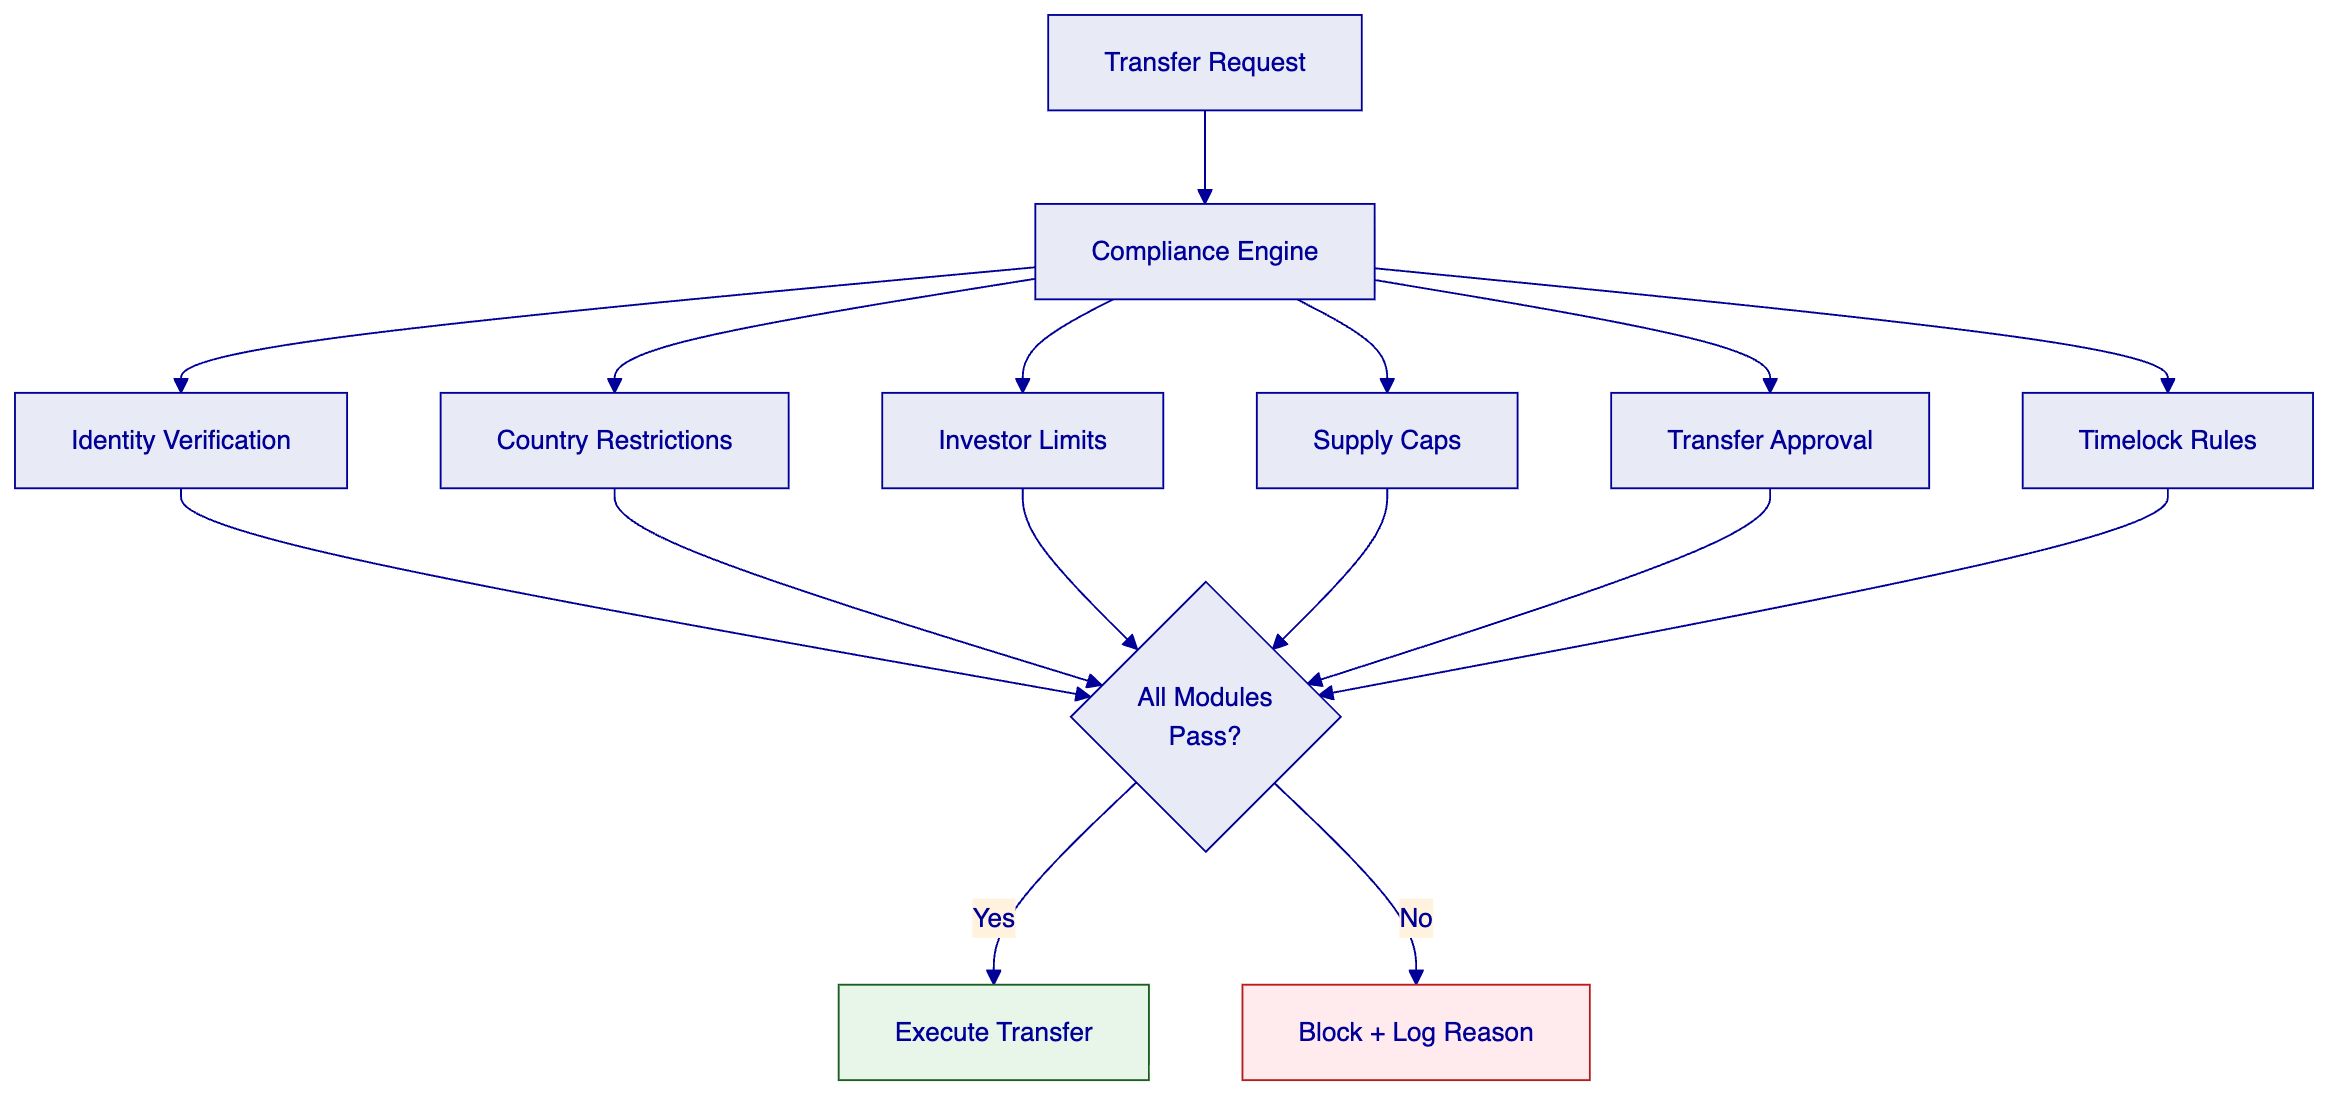 Transfer Request
Compliance Engine
Identity Verification
Country Restrictions
Investor Limits
Supply Caps
Transfer Approval
Timelock Rules
All Modules
Pass?
Yes
No
Execute Transfer
Block + Log Reason